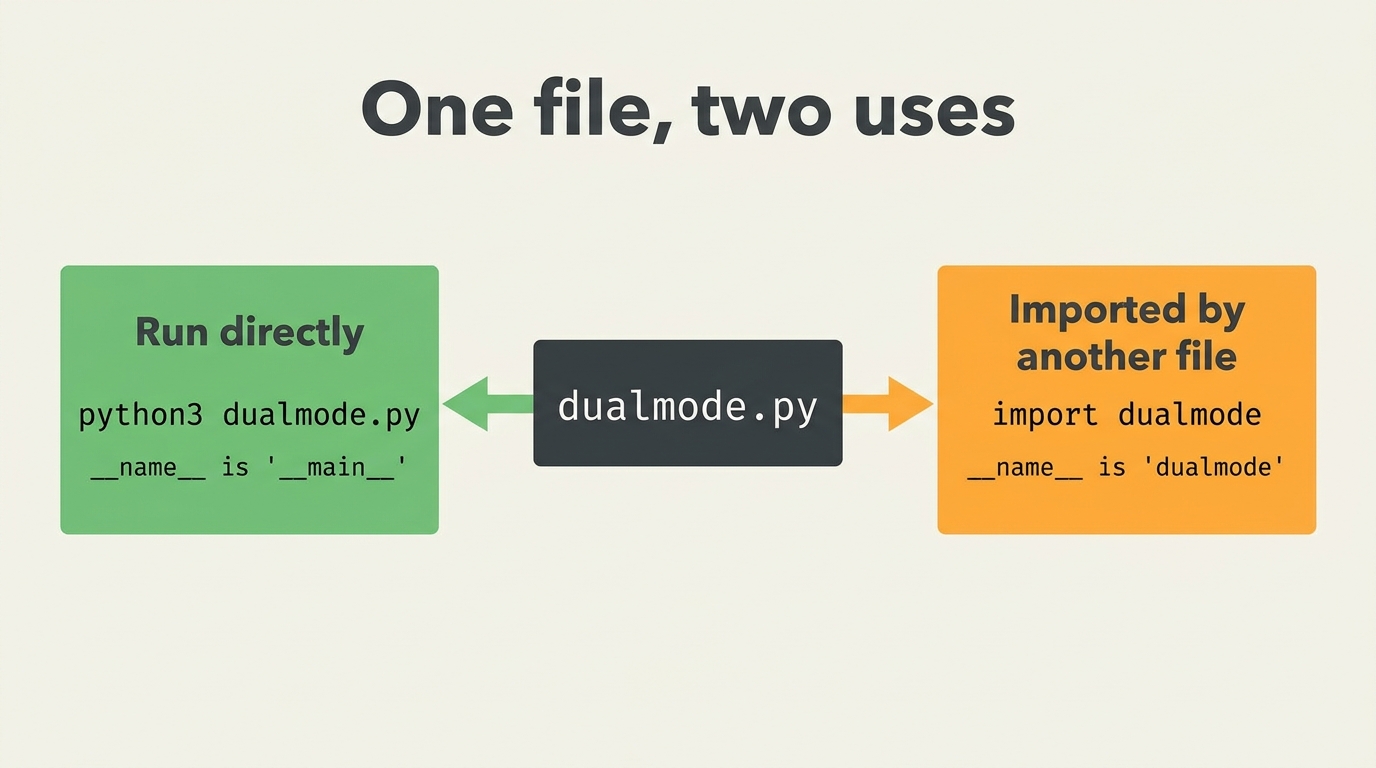 One file, two uses
Run directly
python3 dualmode.py
__name__ is '__main__'
dualmode.py
Imported by
another file
import dualmode
__name__ is 'dualmode'